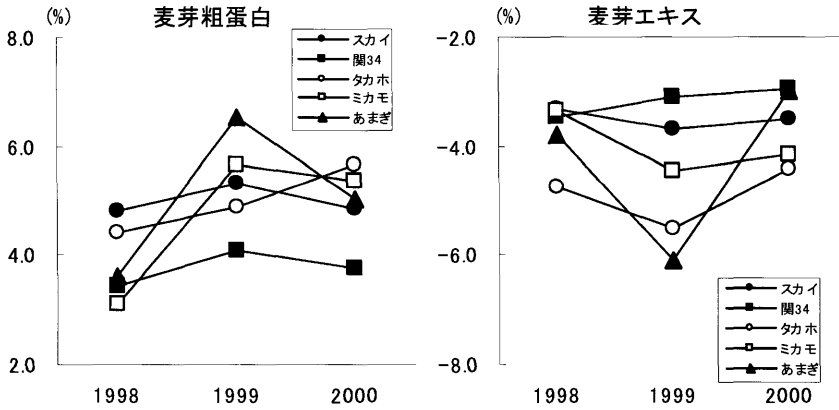 (%)
麦芽粗蛋白
8.0
6.0
4.0
2.0
スカイ
関34
タカホ
ミカモ
あまぎ
1998 1999 2000
(%)
麦芽エキス
-2.0
-4.0
-6.0
-8.0
スカイ
関34
タカホ
ミカモ
あまぎ
1998 1999 2000